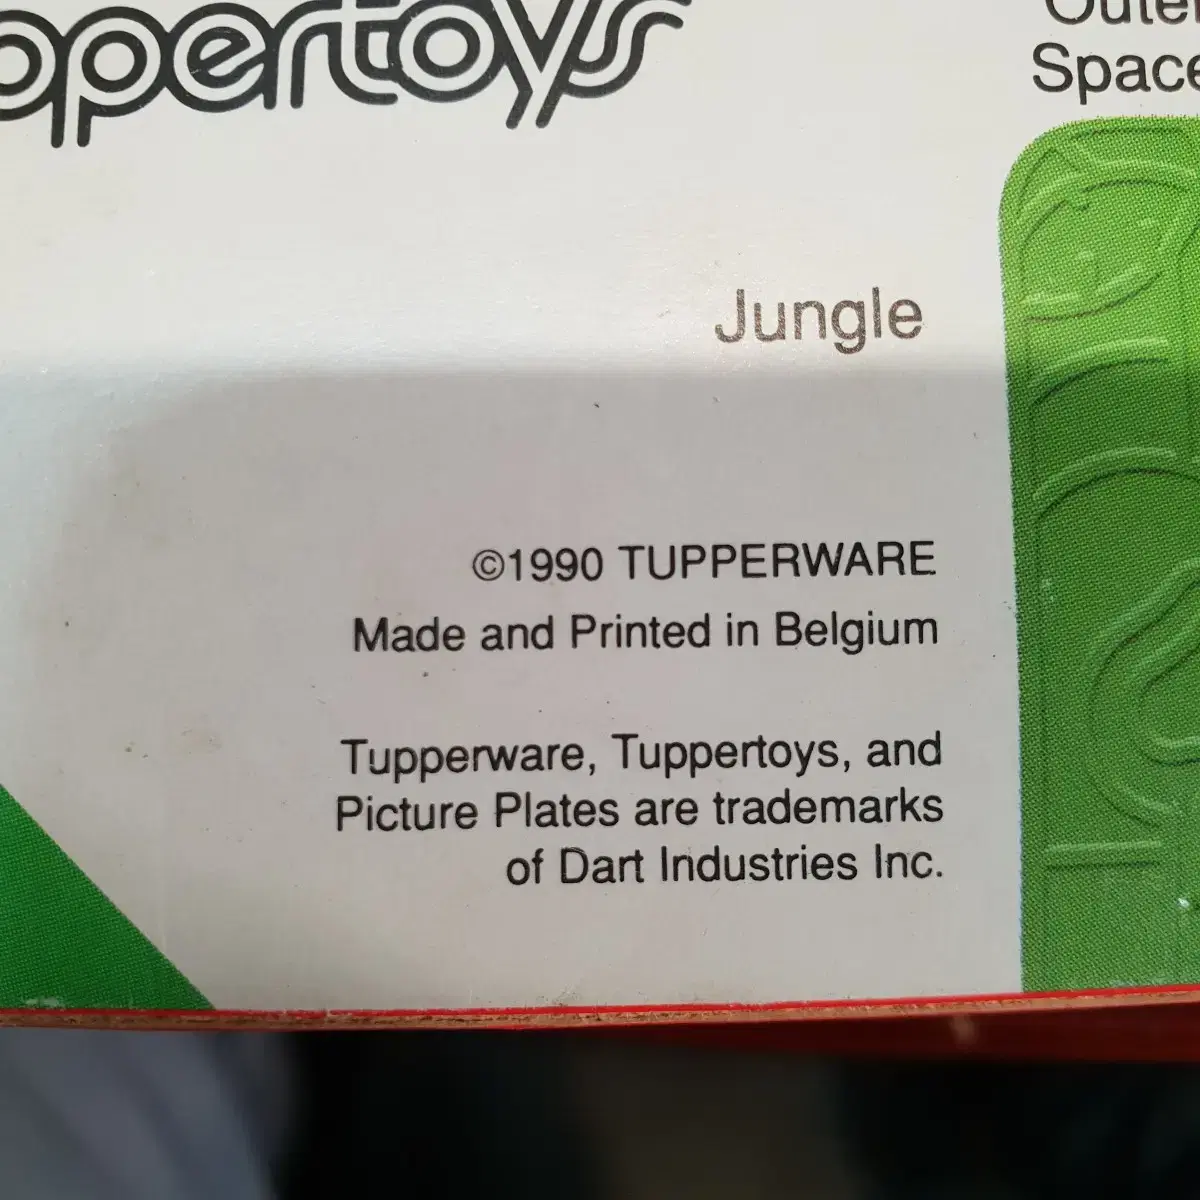 ppertoys
Space
Jungle
©1990 TUPPERWARE
Made and Printed in Belgium
Tupperware, Tuppertoys, and
Picture Plates are trademarks
of Dart Industries Inc.